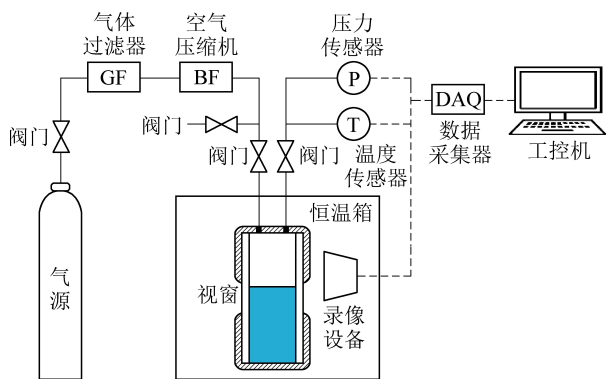 气体
过滤器
GF
空气
压缩机
BF
压力
传感器
P
DAQ
数据
采集器
工控机
阀门
阀门
T
温度
传感器
阀门
阀门
恒温箱
气
源
视窗
录像
设备